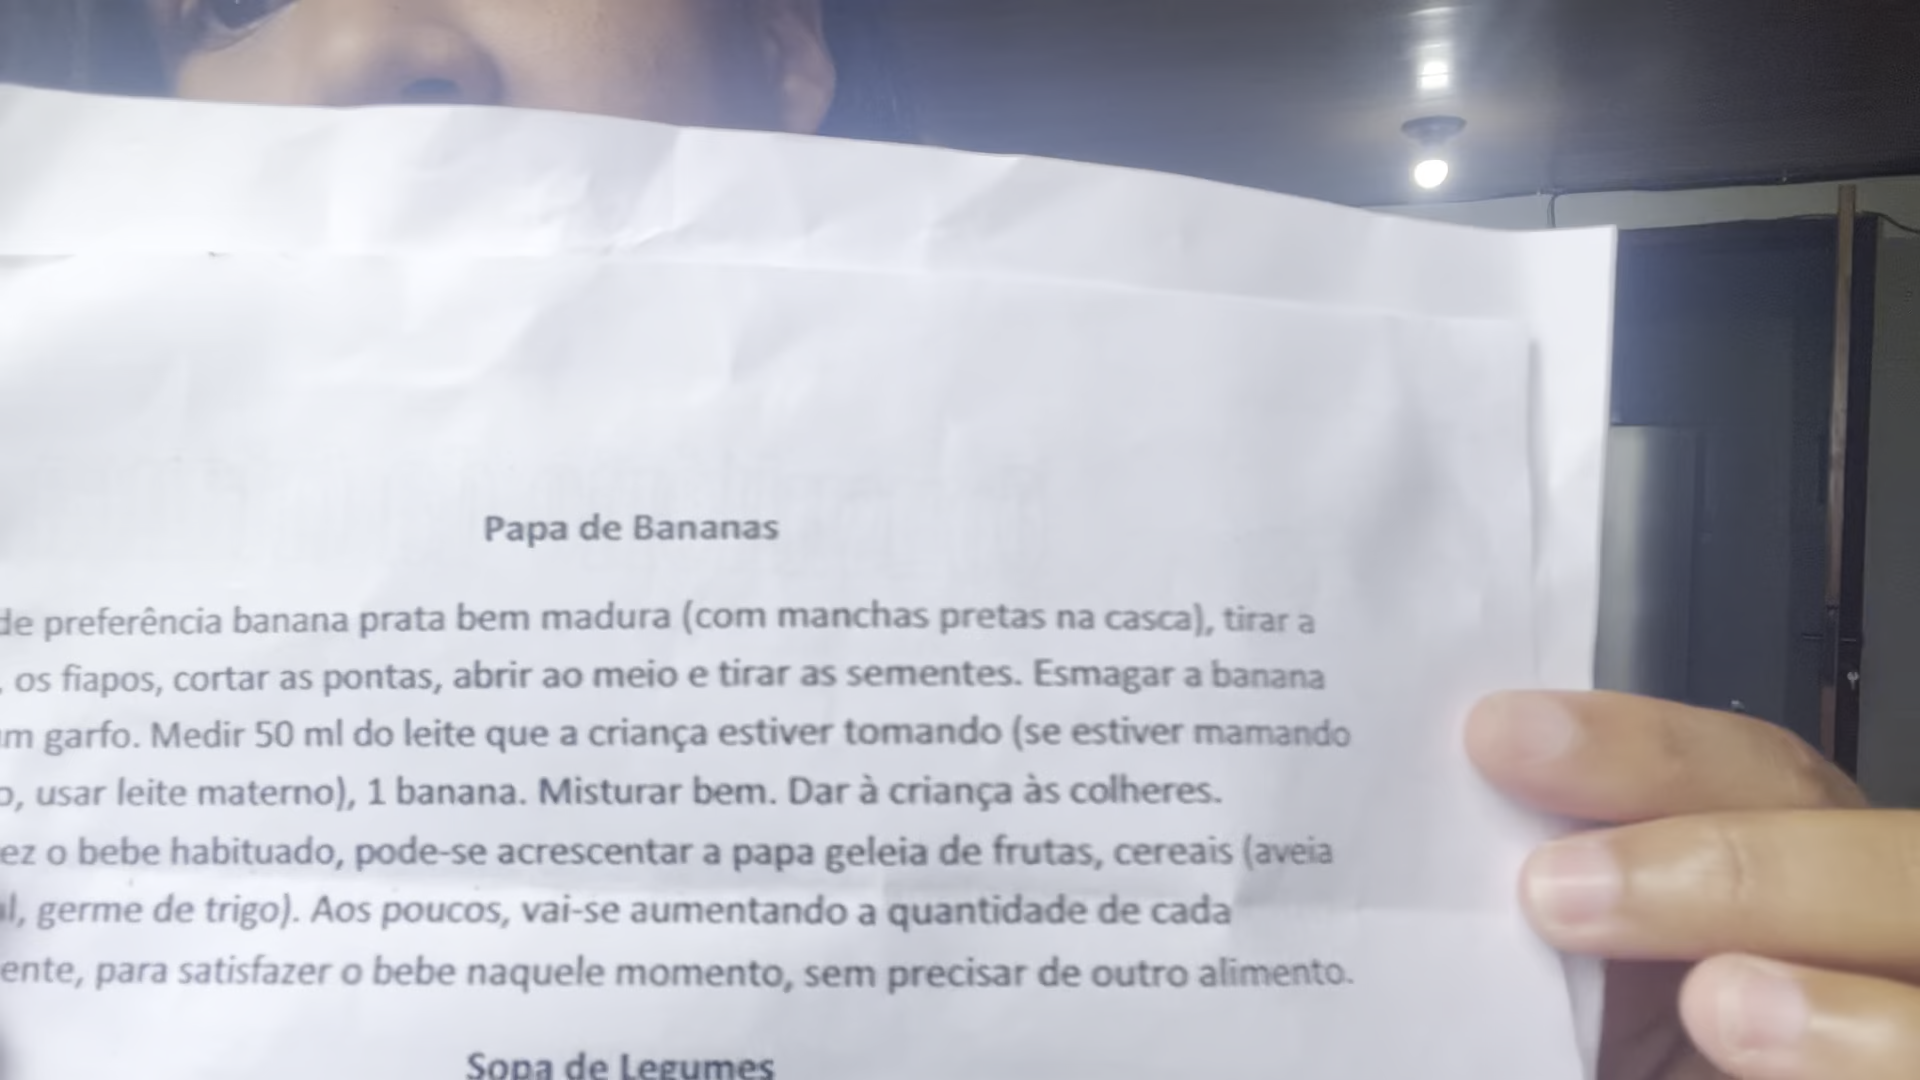 Papa de Bananas
de preferência banana prata bem madura (com manchas pretas na casca), tirar a
, os fiapos, cortar as pontas, abrir ao meio e tirar as sementes. Esmagar a banana
m garfo. Medir 50 ml do leite que a criança estiver tomando (se estiver mamando
o, usar leite materno), 1 banana. Misturar bem. Dar à criança às colheres.
ez o bebe habituado, pode-se acrescentar a papa geleia de frutas, cereais (aveia
l, germe de trigo). Aos poucos, vai-se aumentando a quantidade de cada
ente, para satisfazer o bebe naquele momento, sem precisar de outro alimento.
Sopa de Legumes